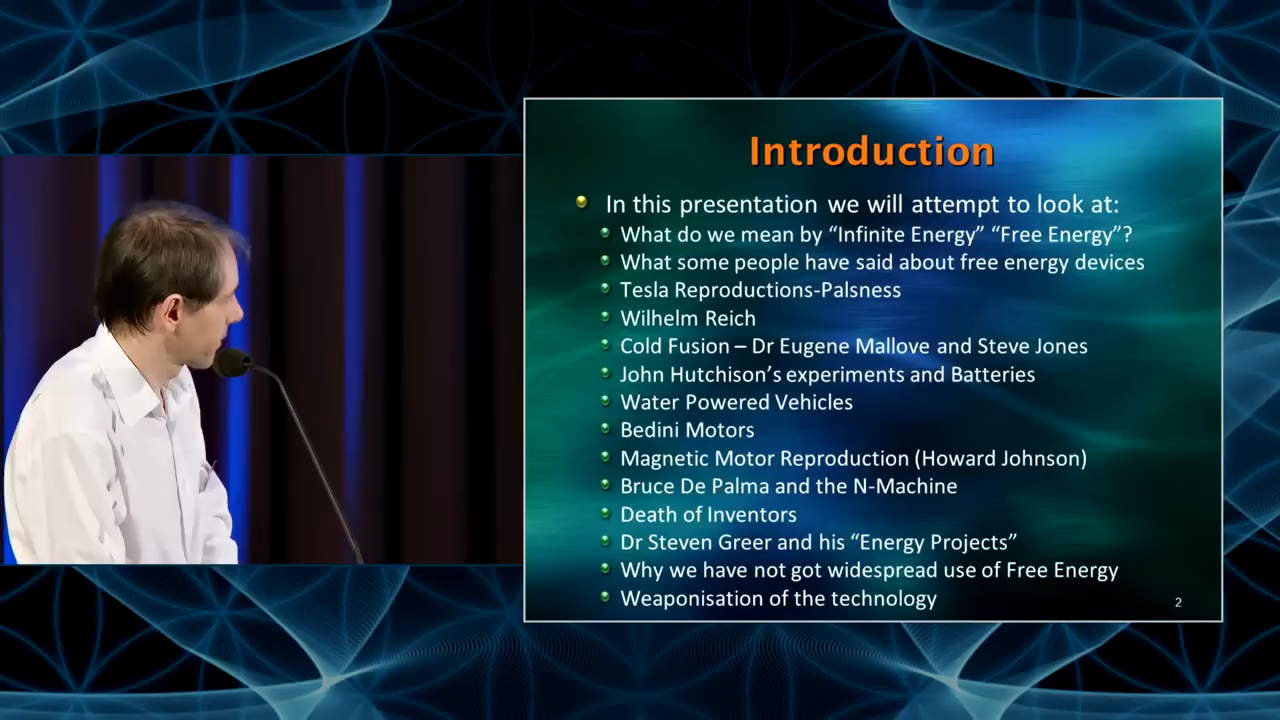 Introduction
In this presentation we will attempt to look at:
What do we mean by “Infinite Energy” “Free Energy”?
What some people have said about free energy devices
Tesla Reproductions-Palsness
Wilhelm Reich
Cold Fusion – Dr Eugene Mallove and Steve Jones
John Hutchison’s experiments and Batteries
Water Powered Vehicles
Bedini Motors
Magnetic Motor Reproduction (Howard Johnson)
Bruce De Palma and the N-Machine
Death of Inventors
Dr Steven Greer and his “Energy Projects”
Why we have not got widespread use of Free Energy
Weaponisation of the technology
2